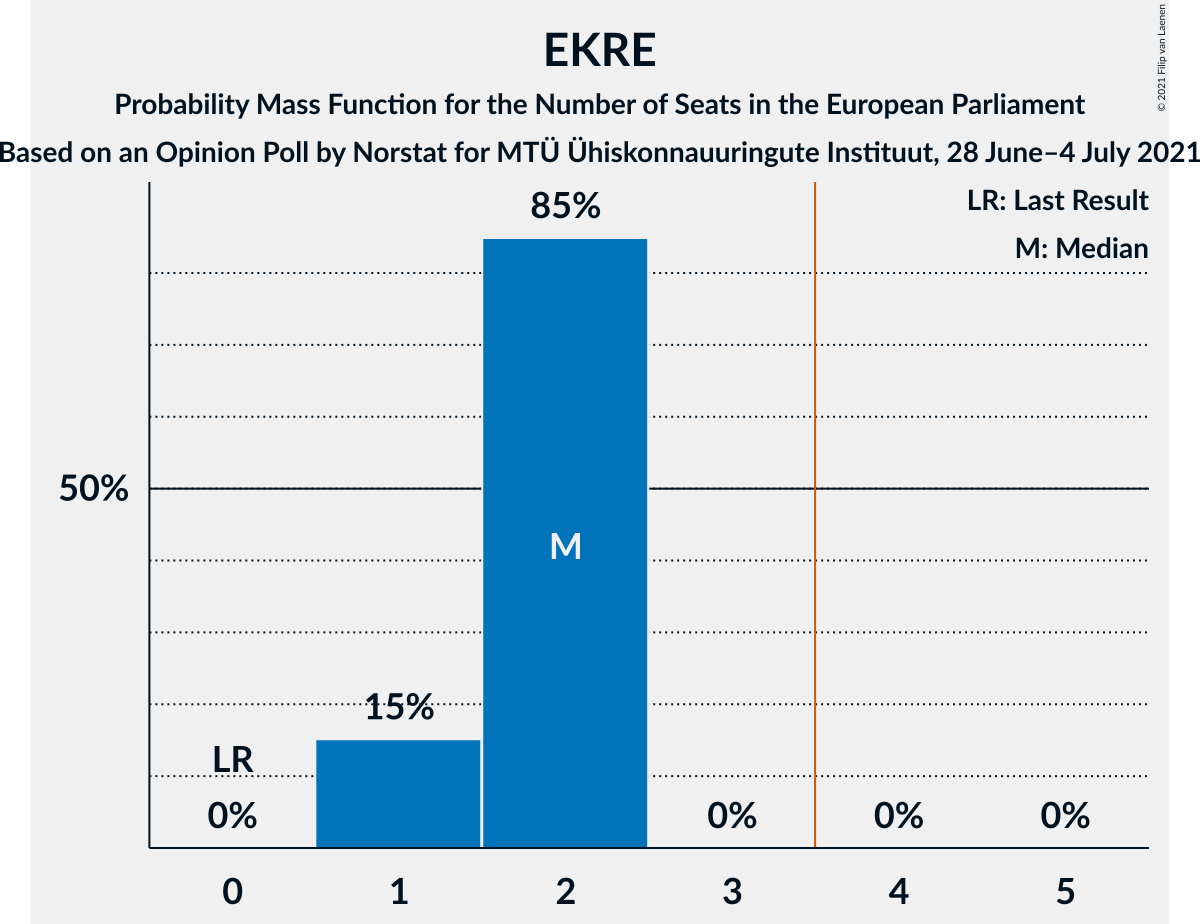 EKRE
Probability Mass Function for the Number of Seats in the European Parliament
Based on an Opinion Poll by Norstat for MTÜ Ühiskonnauuringute Instituut, 28 June–4 July 2021
© 2021 Filip van Laenen
LR: Last Result
M: Median
85%
50%
M
15%
LR
0%
0%
0%
0%
0
1
2
3
4
5